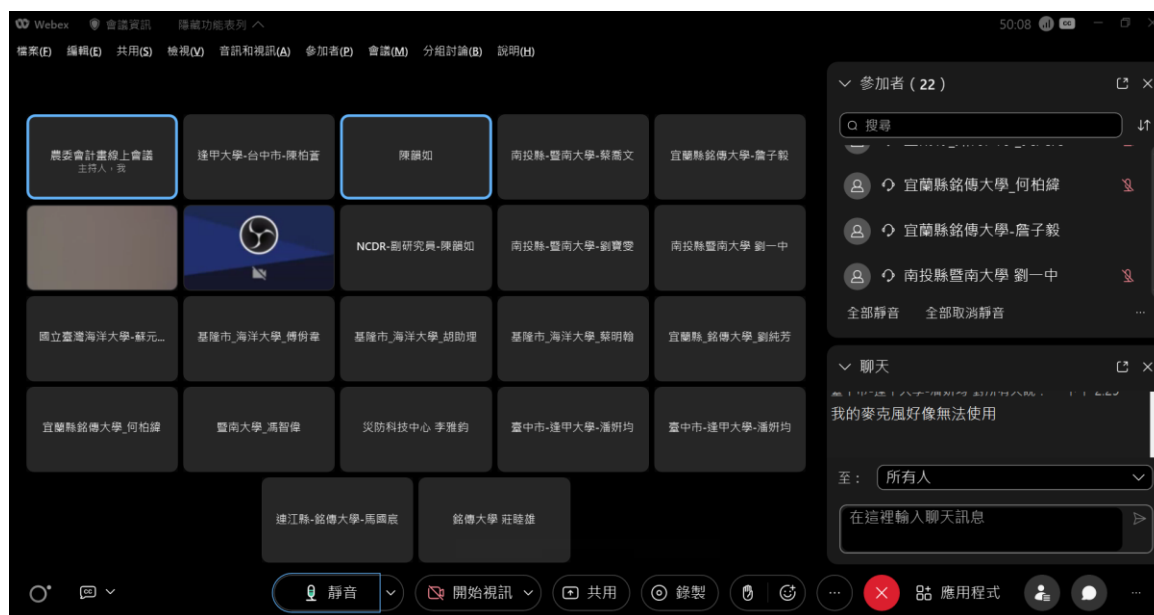 Webex 會議資訊 隱藏功能表列 50:08
檔案(F) 編輯(E) 共用(S) 檢視(V) 音訊和視訊(A) 參加者(P) 會議(M) 分組討論(B) 說明(H)
農委會計畫線上會議
主持人，我
逢甲大學-台中市-陳柏蒼
陳韻如
南投縣-暨南大學-蔡喬文
宜蘭縣銘傳大學-詹子毅
NCDR-副研究員-陳韻如
南投縣-暨南大學-劉寶雯
南投縣暨南大學 劉一中
國立臺灣海洋大學-蘇元...
基隆市_海洋大學_傅佾韋
基隆市_海洋大學_胡助理
基隆市_海洋大學_蔡明翰
宜蘭縣_銘傳大學_劉純芳
宜蘭縣銘傳大學_何柏緯
暨南大學_馮智偉
災防科技中心 李雅鈞
臺中市-逢甲大學-潘妍均
臺中市-逢甲大學-潘妍均
連江縣-銘傳大學-馬國宸
銘傳大學 莊睦雄
參加者 ( 22 )
搜尋
宜蘭縣銘傳大學_何柏緯
宜蘭縣銘傳大學-詹子毅
南投縣暨南大學 劉一中
全部靜音 全部取消靜音
聊天
我的麥克風好像無法使用
至： 所有人
在這裡輸入聊天訊息
靜音 開始視訊 共用 錄製 應用程式